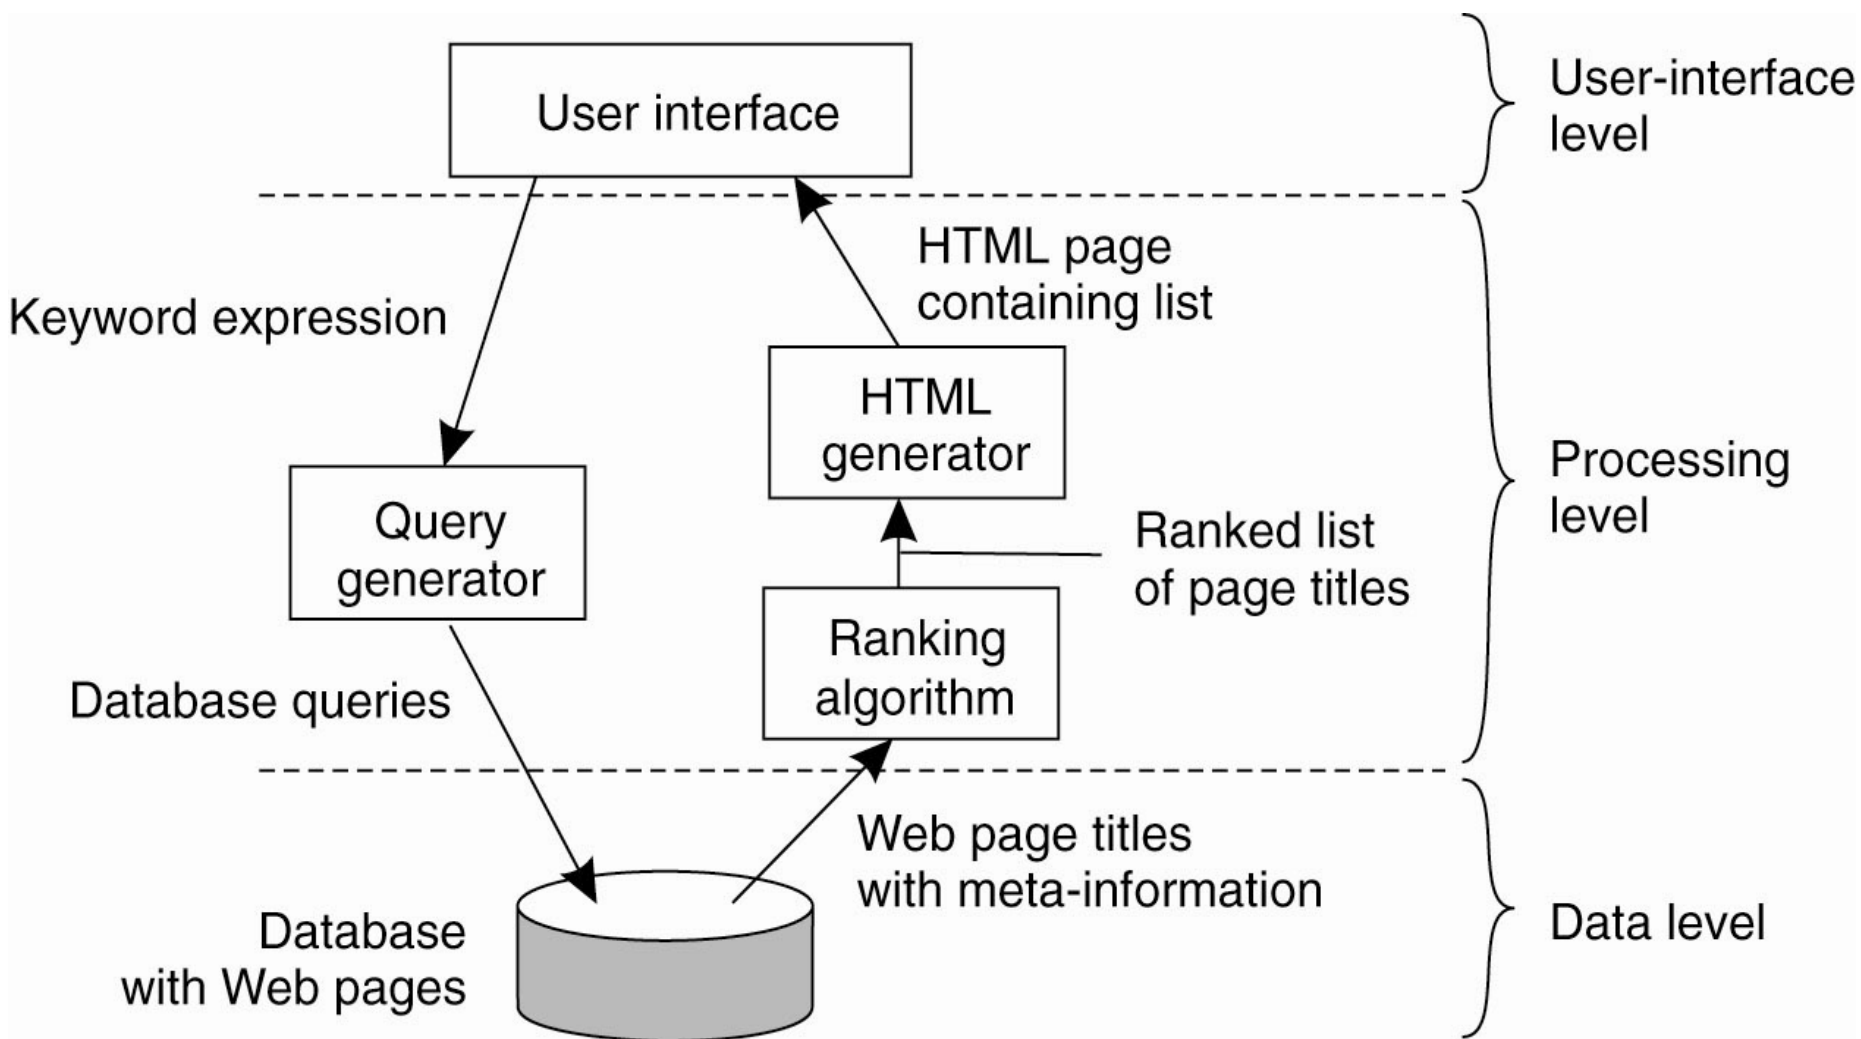 User interface
User-interface
level
HTML page
containing list
Keyword expression
HTML
generator
Processing
level
Query
generator
Ranked list
of page titles
Ranking
algorithm
Database queries
Web page titles
with meta-information
Data level
Database
with Web pages